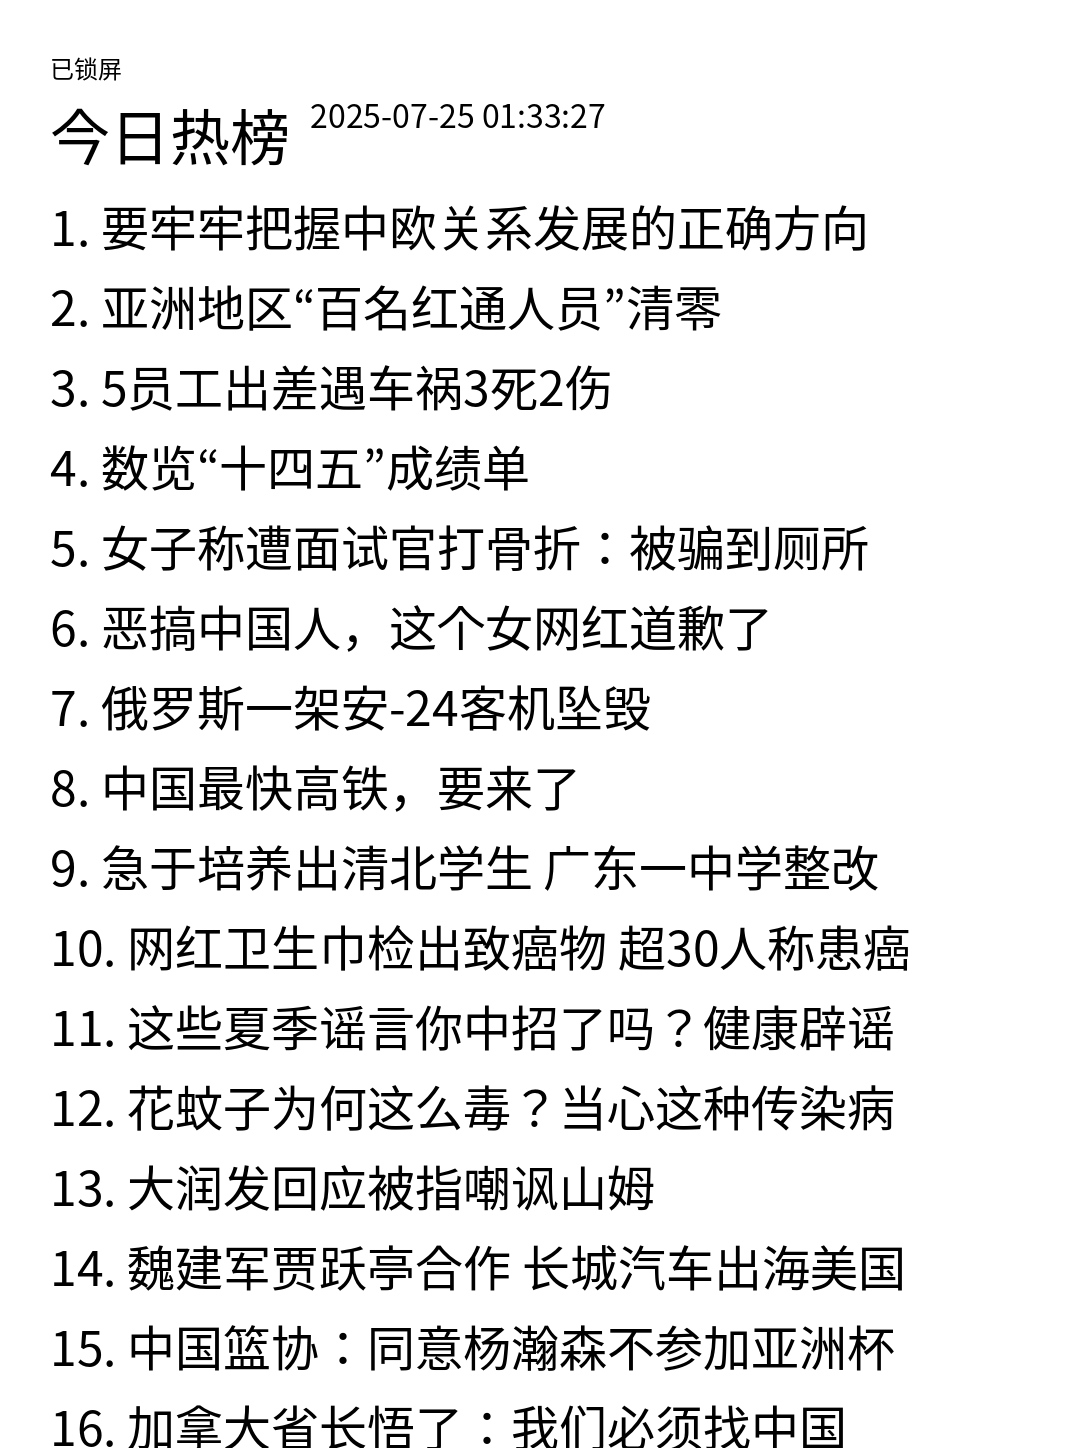 已锁屏
今日热榜 2025-07-25 01:33:27
1. 要牢牢把握中欧关系发展的正确方向
2. 亚洲地区“百名红通人员”清零
3. 5员工出差遇车祸3死2伤
4. 数览“十四五”成绩单
5. 女子称遭面试官打骨折：被骗到厕所
6. 恶搞中国人，这个女网红道歉了
7. 俄罗斯一架安-24客机坠毁
8. 中国最快高铁，要来了
9. 急于培养出清北学生 广东一中学整改
10. 网红卫生巾检出致癌物 超30人称患癌
11. 这些夏季谣言你中招了吗？健康辟谣
12. 花蚊子为何这么毒？当心这种传染病
13. 大润发回应被指嘲讽山姆
14. 魏建军贾跃亭合作 长城汽车出海美国
15. 中国篮协：同意杨瀚森不参加亚洲杯
16. 加拿大省长悟了：我们必须找中国